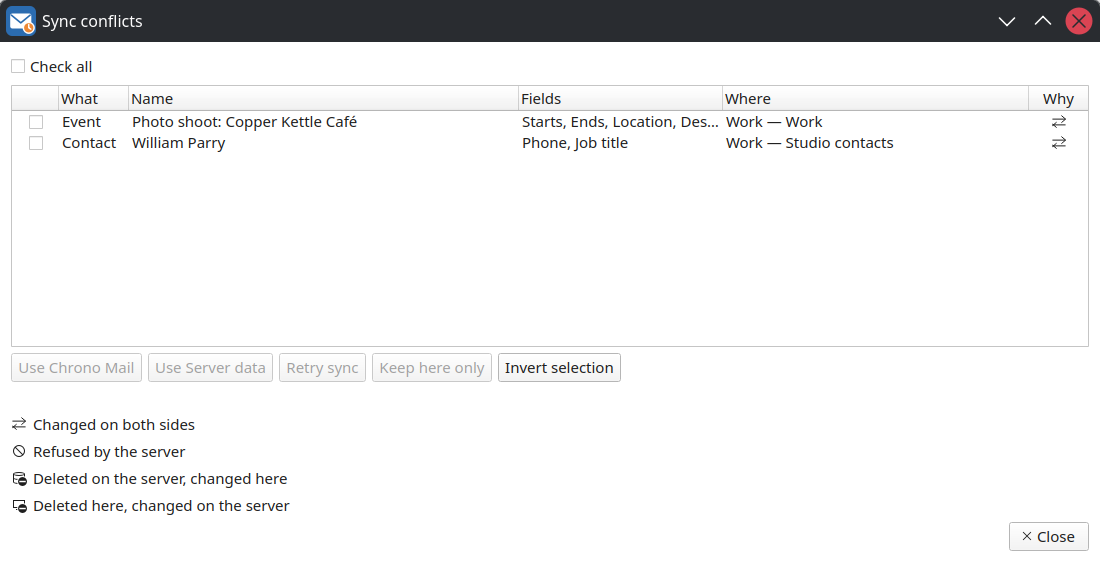 Sync conflicts
Check all
What Name Fields Where Why
Event Photo shoot: Copper Kettle Café Starts, Ends, Location, Des... Work — Work
Contact William Parry Phone, Job title Work — Studio contacts
Use Chrono Mail Use Server data Retry sync Keep here only Invert selection
Changed on both sides
Refused by the server
Deleted on the server, changed here
Deleted here, changed on the server
Close